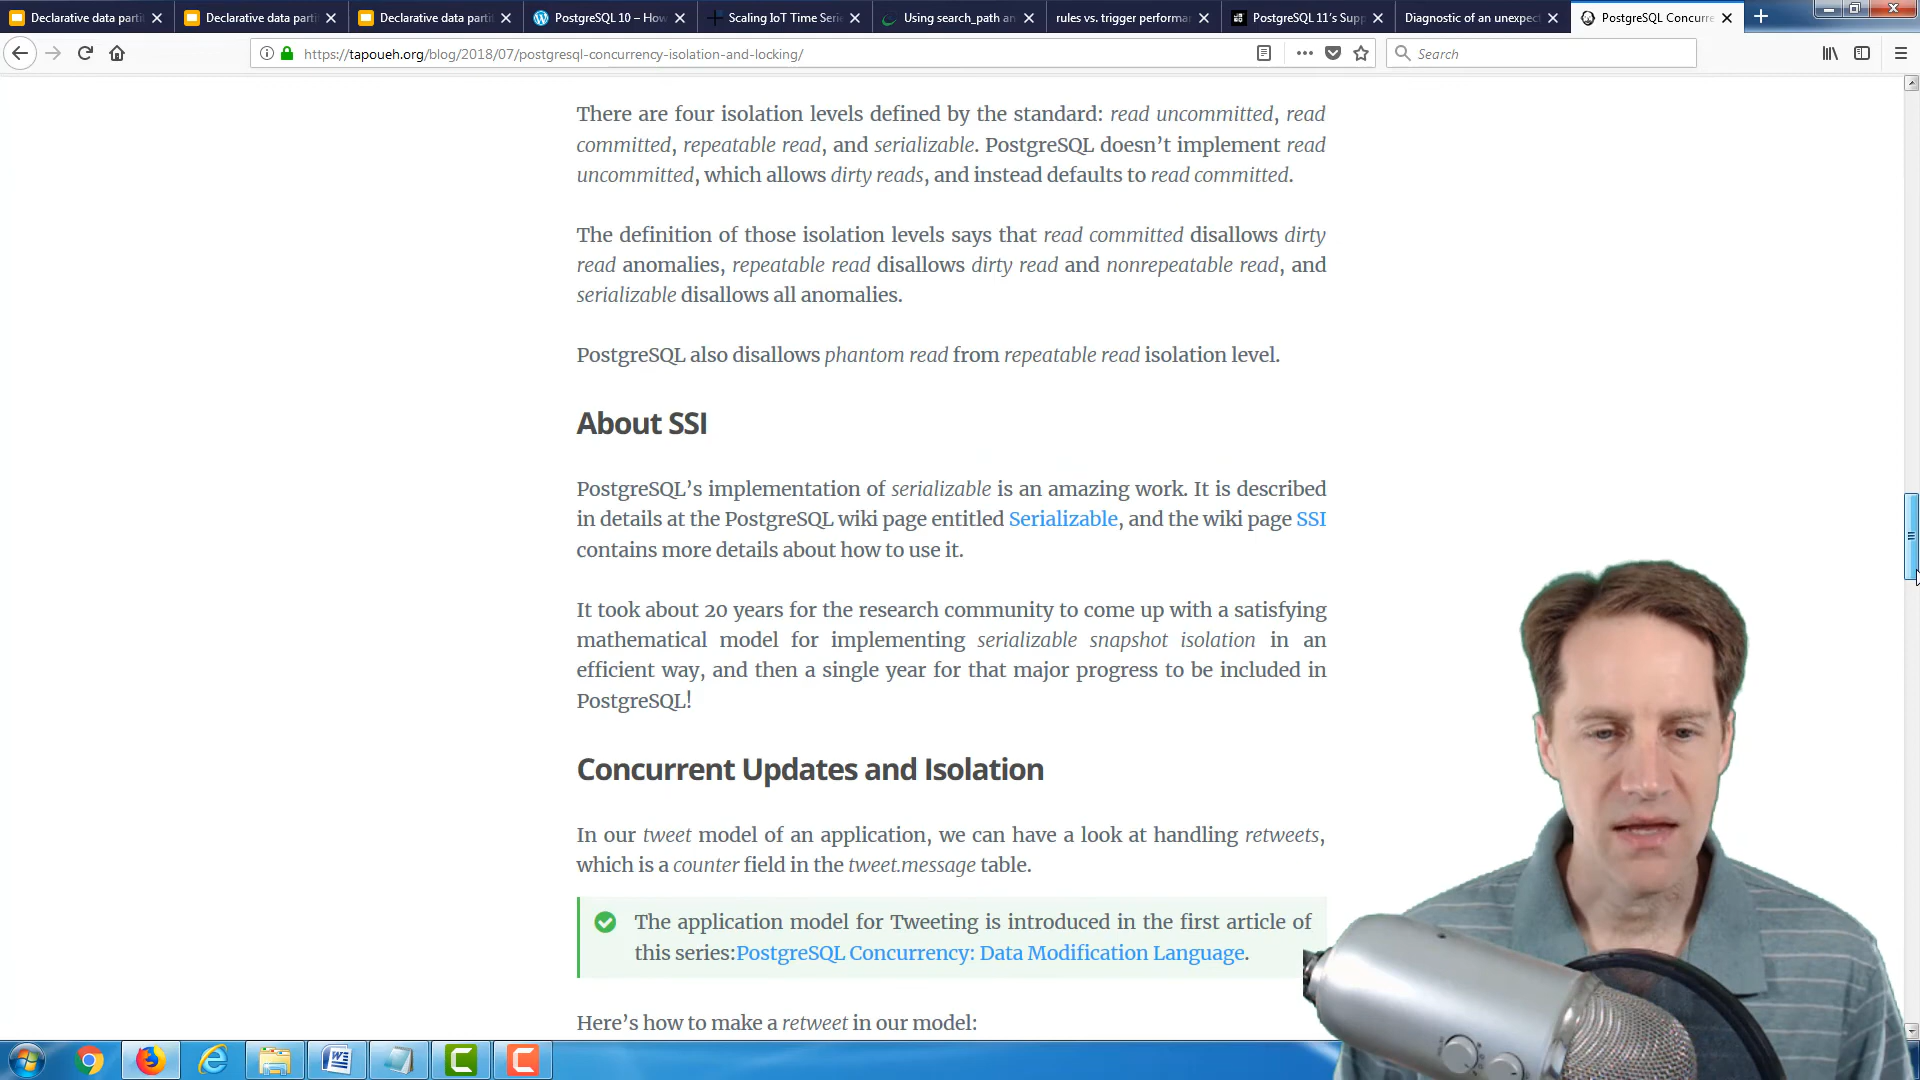 Declarative data parti
Declarative data parti
Declarative data parti
PostgreSQL 10 – How
Scaling IoT Time Seri
Using search_path an
rules vs. trigger performa
PostgreSQL 11's Supp
Diagnostic of an unexpect
PostgreSQL Concurre
https://tapoueh.org/blog/2018/07/postgresql-concurrency-isolation-and-locking/
Search
There are four isolation levels defined by the standard: read uncommitted, read
committed, repeatable read, and serializable. PostgreSQL doesn't implement read
uncommitted, which allows dirty reads, and instead defaults to read committed.
The definition of those isolation levels says that read committed disallows dirty
read anomalies, repeatable read disallows dirty read and nonrepeatable read, and
serializable disallows all anomalies.
PostgreSQL also disallows phantom read from repeatable read isolation level.
About SSI
PostgreSQL's implementation of serializable is an amazing work. It is described
in details at the PostgreSQL wiki page entitled Serializable, and the wiki page SSI
contains more details about how to use it.
It took about 20 years for the research community to come up with a satisfying
mathematical model for implementing serializable snapshot isolation in an
efficient way, and then a single year for that major progress to be included in
PostgreSQL!
Concurrent Updates and Isolation
In our tweet model of an application, we can have a look at handling retweets,
which is a counter field in the tweet.message table.
The application model for Tweeting is introduced in the first article of
this series:PostgreSQL Concurrency: Data Modification Language.
Here's how to make a retweet in our model: